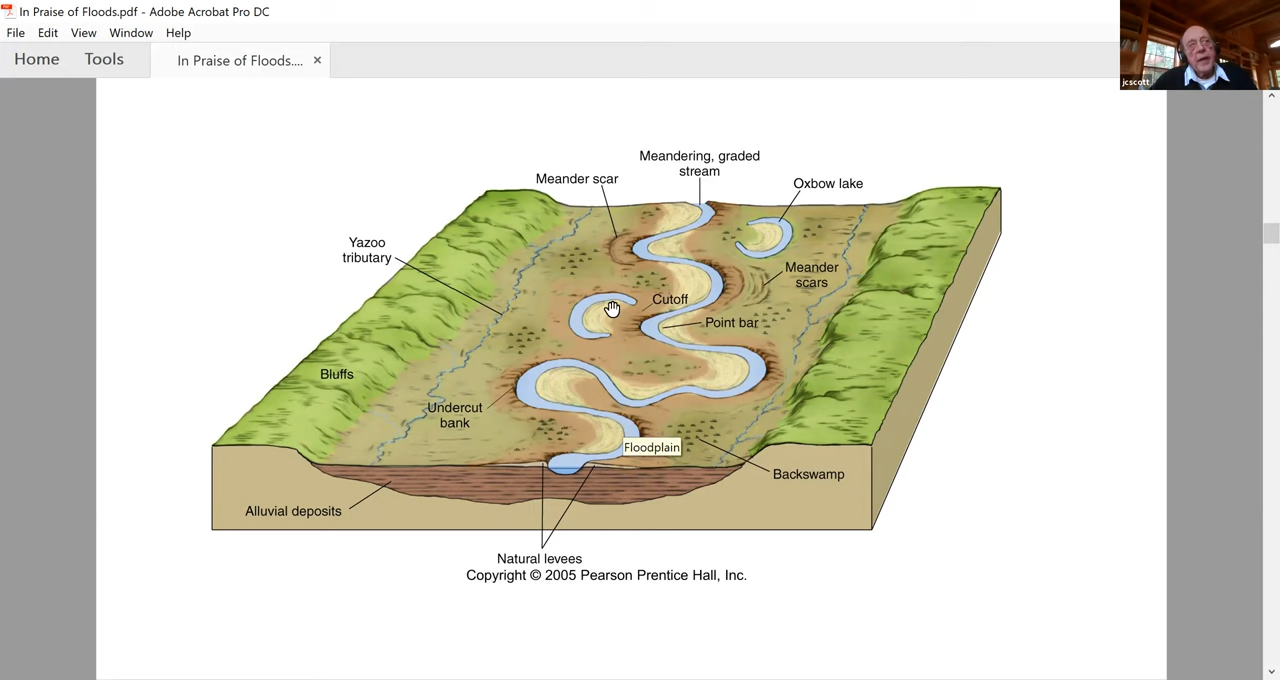 In Praise of Floods.pdf - Adobe Acrobat Pro DC
File Edit View Window Help
Home Tools In Praise of Floods.... ×
jcscott
Meandering, graded
stream
Meander scar
Oxbow lake
Yazoo
tributary
Meander
scars
Cutoff
Point bar
Bluffs
Undercut
bank
Floodplain
Backswamp
Alluvial deposits
Natural levees
Copyright © 2005 Pearson Prentice Hall, Inc.